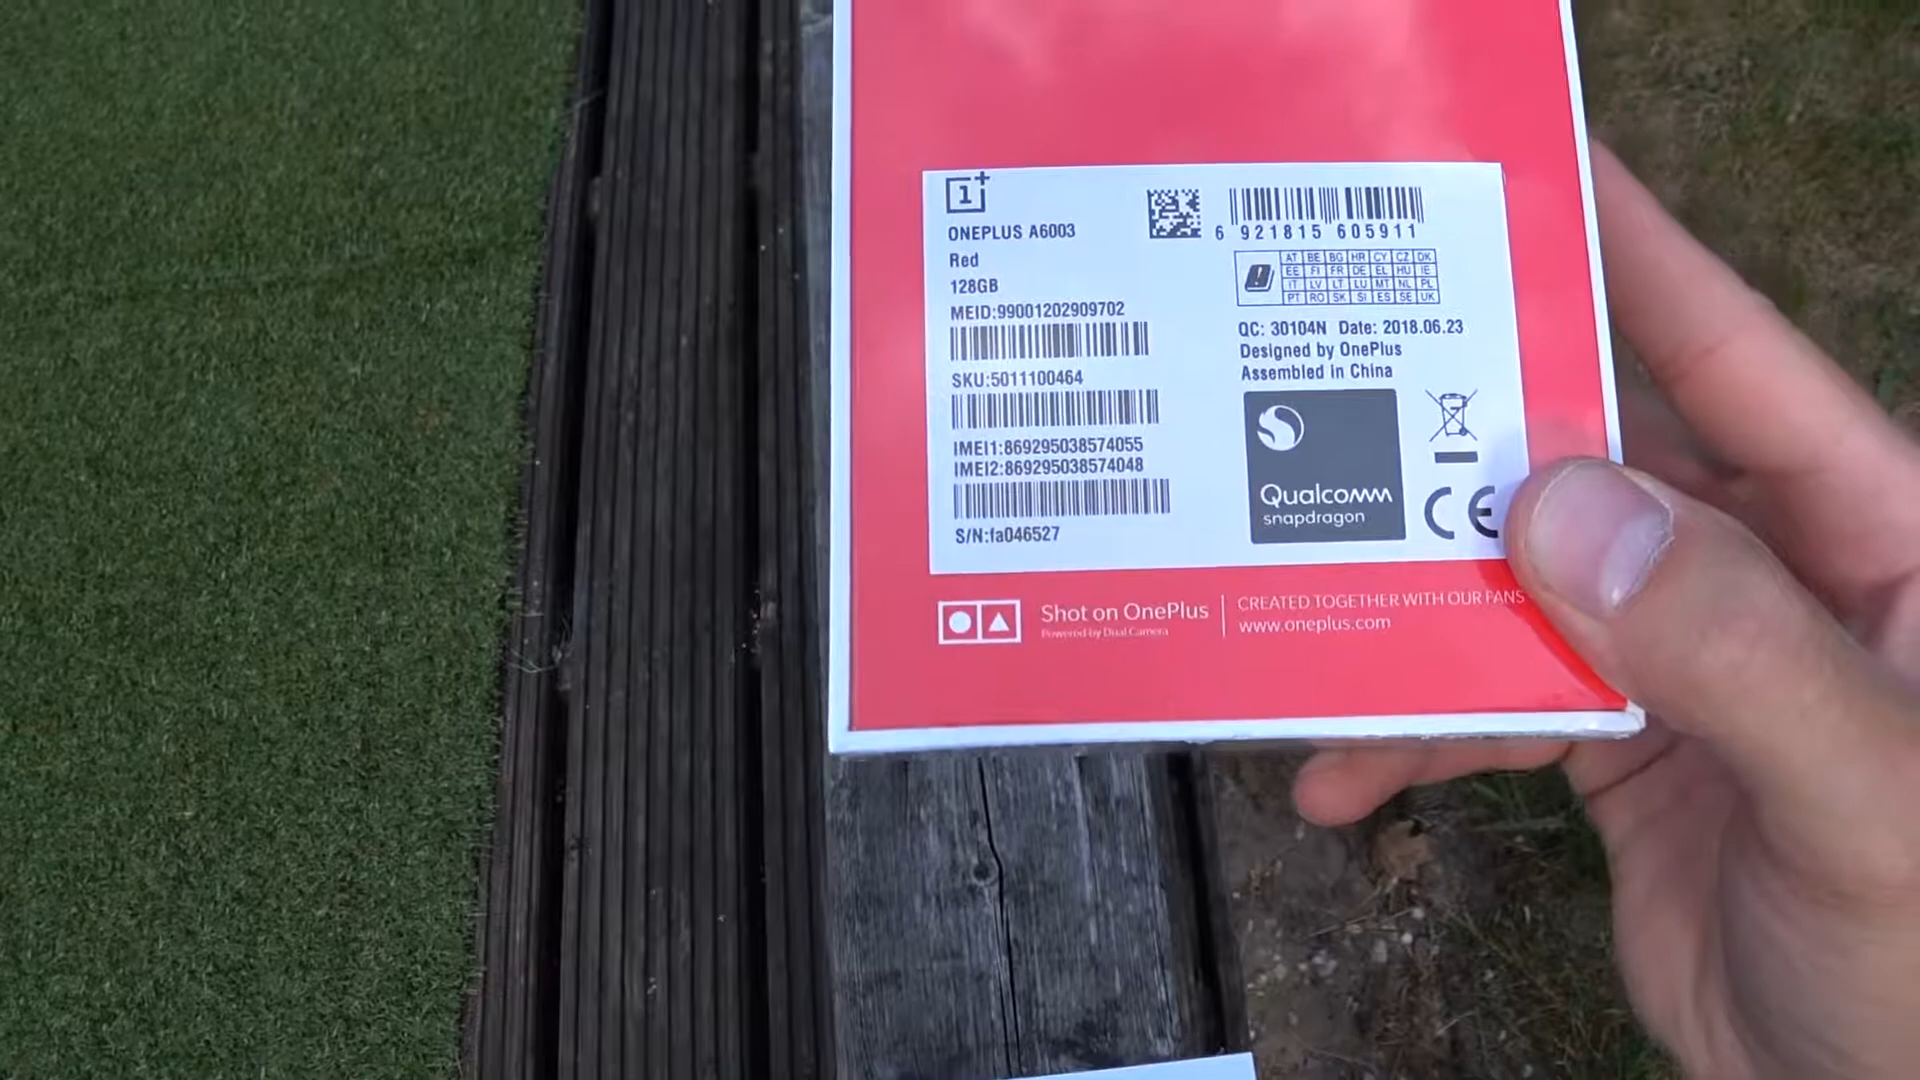 1+
ONEPLUS A6003
Red
128GB
MEID:99001202909702
SKU:5011100464
IMEI1:869295038574055
IMEI2:869295038574048
S/N:fa046527
6 921815 605911
AT BE BG HR CY CZ DK
EE FI FR DE EL HU IE
IT LV LT LU MT NL PL
PT RO SK SI ES SE UK
QC: 30104N Date: 2018.06.23
Designed by OnePlus
Assembled in China
Qualcomm
snapdragon
CE
Shot on OnePlus
Powered by Dual Camera
CREATED TOGETHER WITH OUR FANS
www.oneplus.com